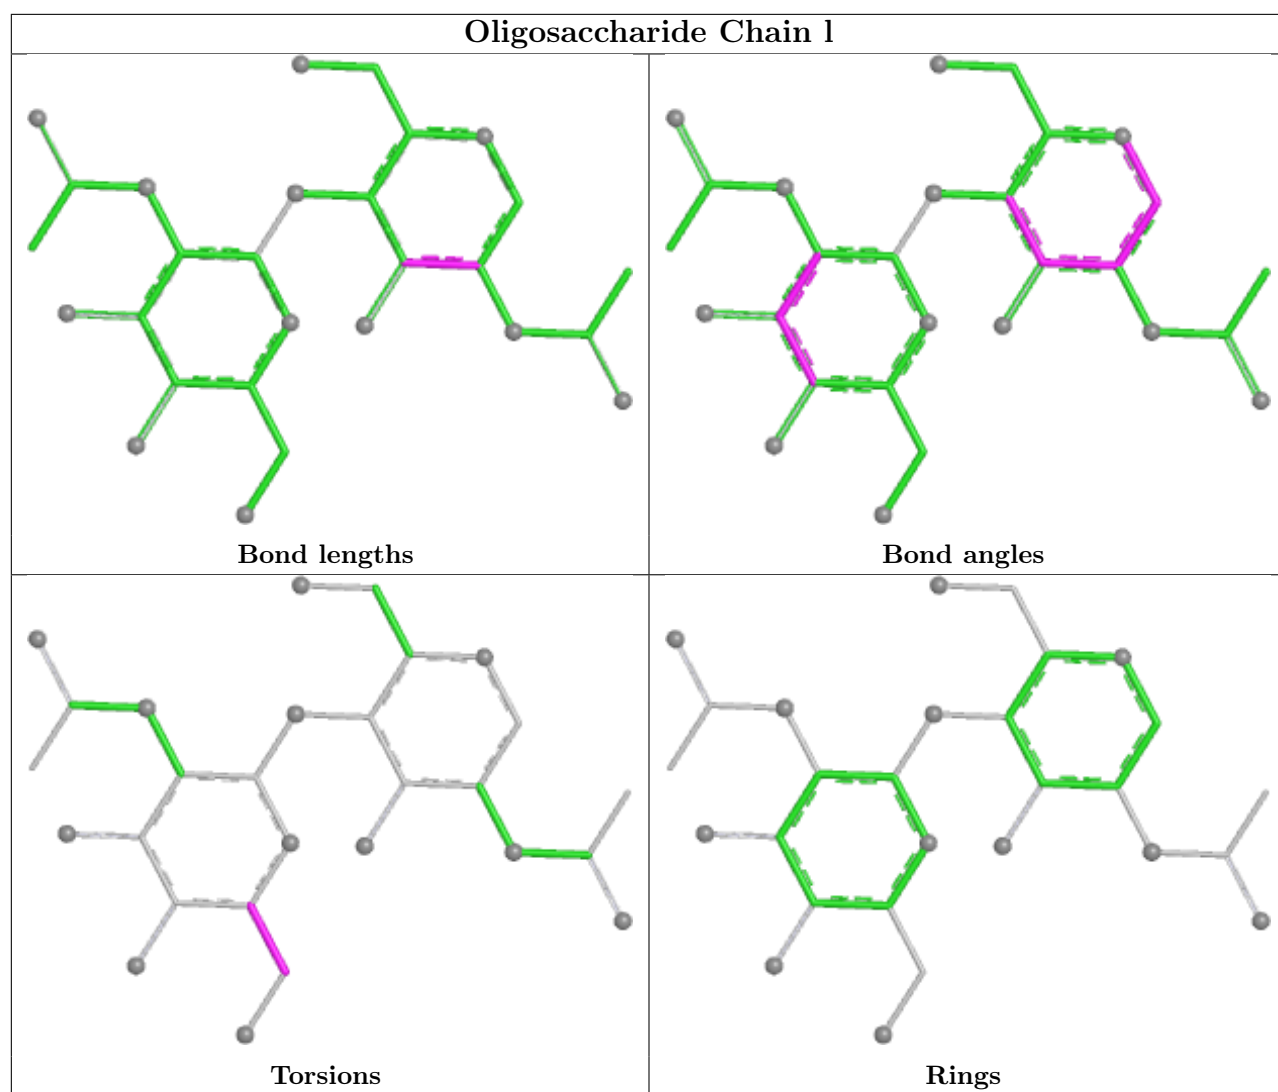 Oligosaccharide Chain l
Bond lengths
Bond angles
Torsions
Rings